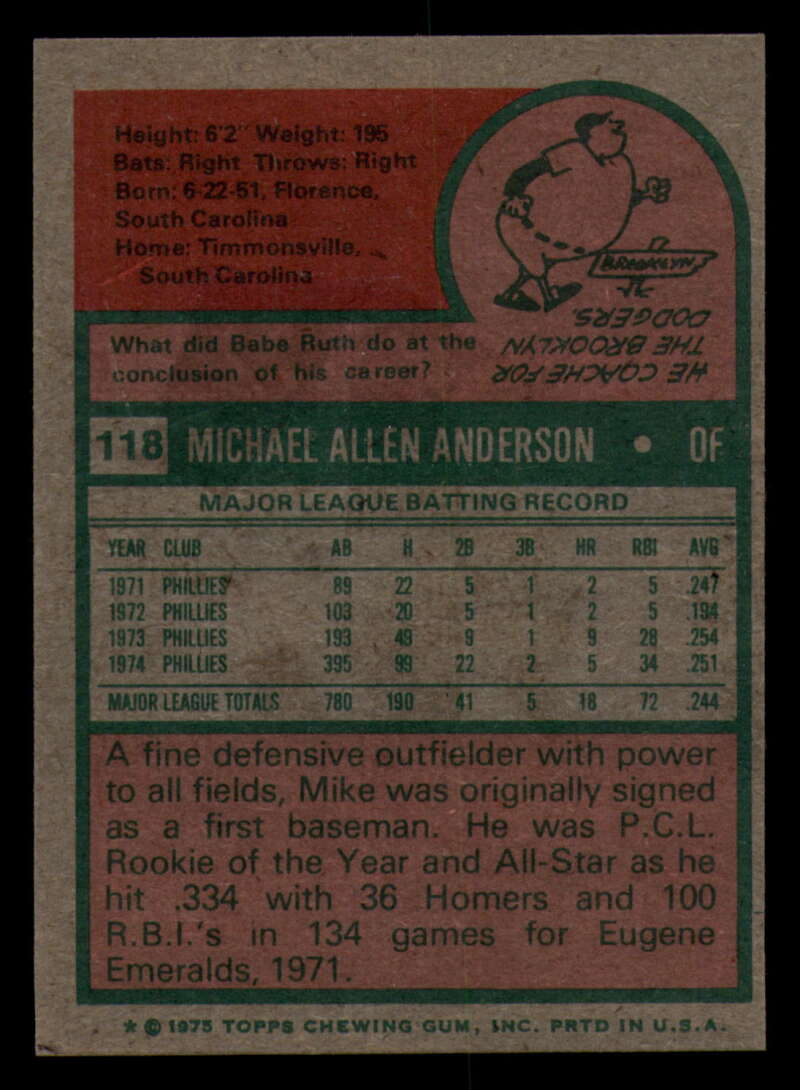 Height: 6'2" Weight: 195
Bats: Right Throws: Right
Born: 6-22-51, Florence,
South Carolina
Home: Timmonsville,
South Carolina
BROOKLYN
What did Babe Ruth do at the
conclusion of his career?
HE COACHE FOR
THE BROOKLYN
DODGERS.
118 MICHAEL ALLEN ANDERSON • OF
MAJOR LEAGUE BATTING RECORD
YEAR CLUB AB H 2B 3B HR RBI AVG
1971 PHILLIES 89 22 5 1 2 5 .247
1972 PHILLIES 103 20 5 1 2 5 .194
1973 PHILLIES 193 49 9 1 9 28 .254
1974 PHILLIES 395 99 22 2 5 34 .251
MAJOR LEAGUE TOTALS 780 190 41 5 18 72 .244
A fine defensive outfielder with power
to all fields, Mike was originally signed
as a first baseman. He was P.C.L.
Rookie of the Year and All-Star as he
hit .334 with 36 Homers and 100
R.B.I.'s in 134 games for Eugene
Emeralds, 1971.
* © 1975 TOPPS CHEWING GUM, INC. PRTD IN U.S.A.